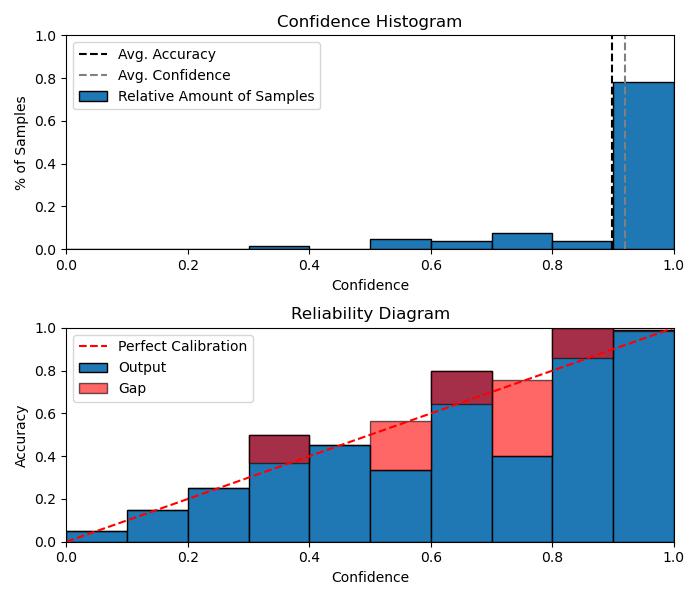 Confidence Histogram
1.0
0.8
0.6
0.4
0.2
0.0
% of Samples
Avg. Accuracy
Avg. Confidence
Relative Amount of Samples
0.0 0.2 0.4 0.6 0.8 1.0
Confidence
Reliability Diagram
1.0
0.8
0.6
0.4
0.2
0.0
Accuracy
Perfect Calibration
Output
Gap
0.0 0.2 0.4 0.6 0.8 1.0
Confidence